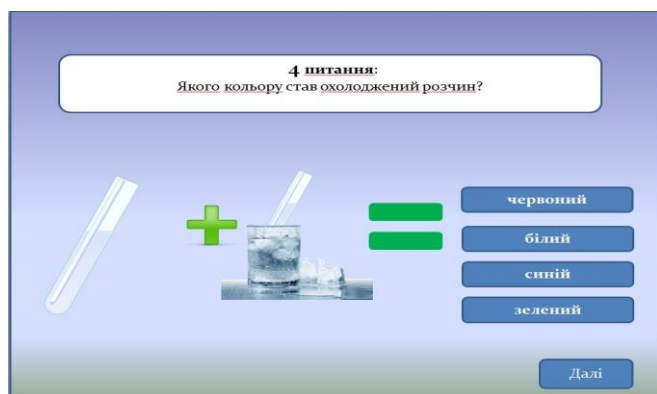 4 питання:
Якого кольору став охолоджений розчин?
червоний
білий
синій
зелений
Далі